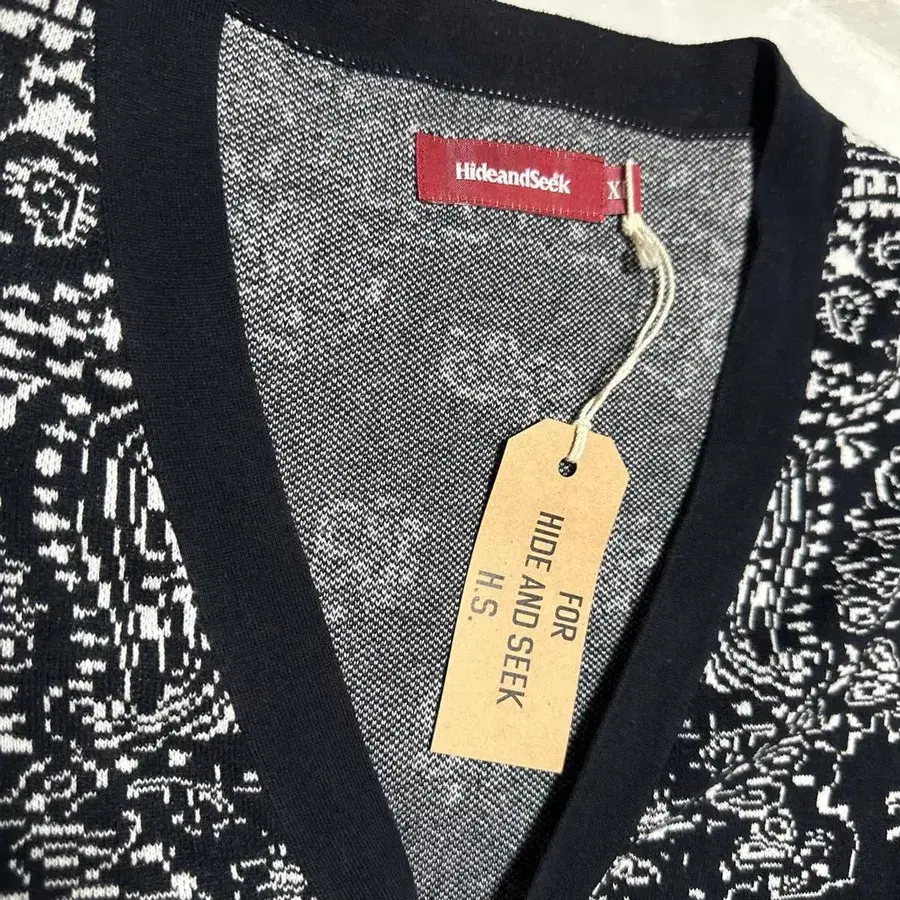 HideandSeek
X
FOR
HIDE AND SEEK
H.S.